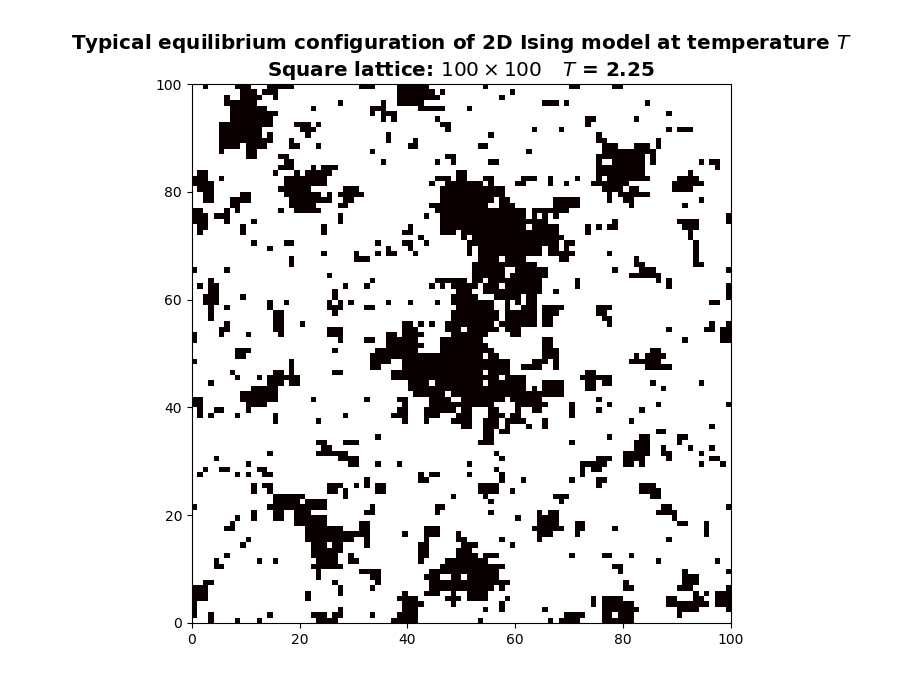 Typical equilibrium configuration of 2D Ising model at temperature T
Square lattice: 100 × 100 T = 2.25
100
80
60
40
20
0
0 20 40 60 80 100